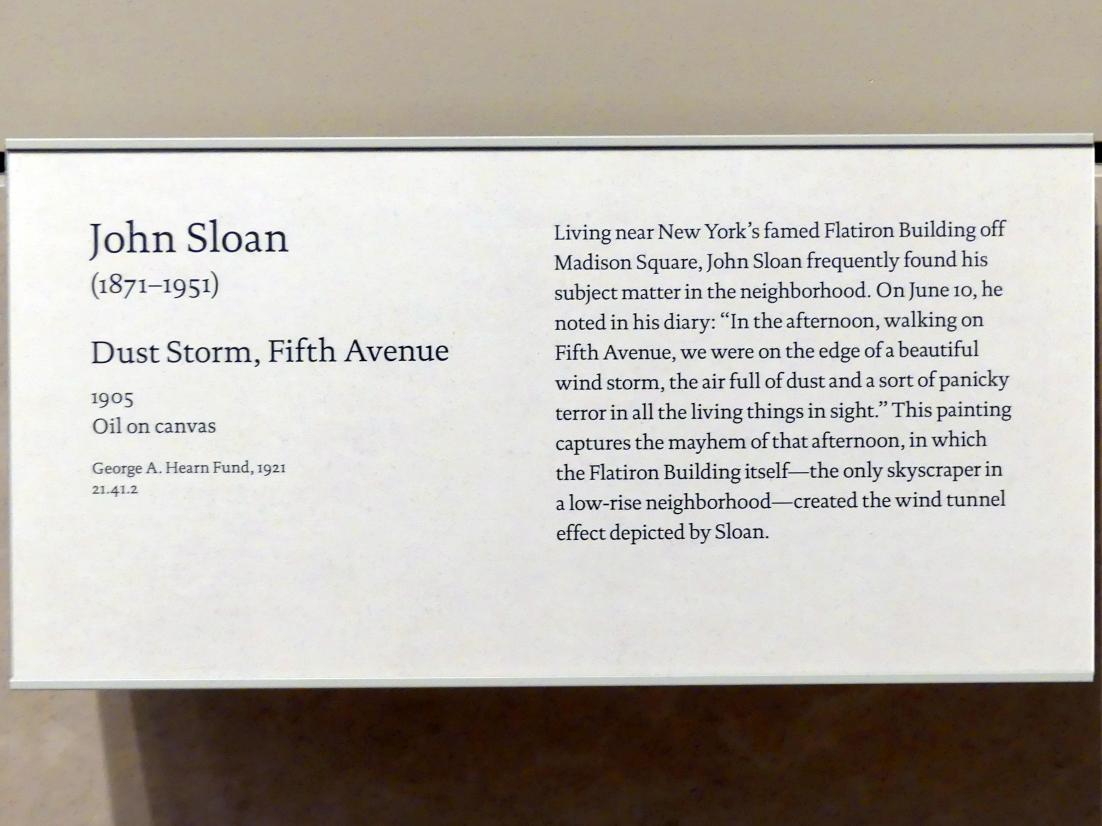 John Sloan
(1871–1951)
Dust Storm, Fifth Avenue
1905
Oil on canvas
George A. Hearn Fund, 1921
21.41.2
Living near New York’s famed Flatiron Building off
Madison Square, John Sloan frequently found his
subject matter in the neighborhood. On June 10, he
noted in his diary: “In the afternoon, walking on
Fifth Avenue, we were on the edge of a beautiful
wind storm, the air full of dust and a sort of panicky
terror in all the living things in sight.” This painting
captures the mayhem of that afternoon, in which
the Flatiron Building itself—the only skyscraper in
a low-rise neighborhood—created the wind tunnel
effect depicted by Sloan.